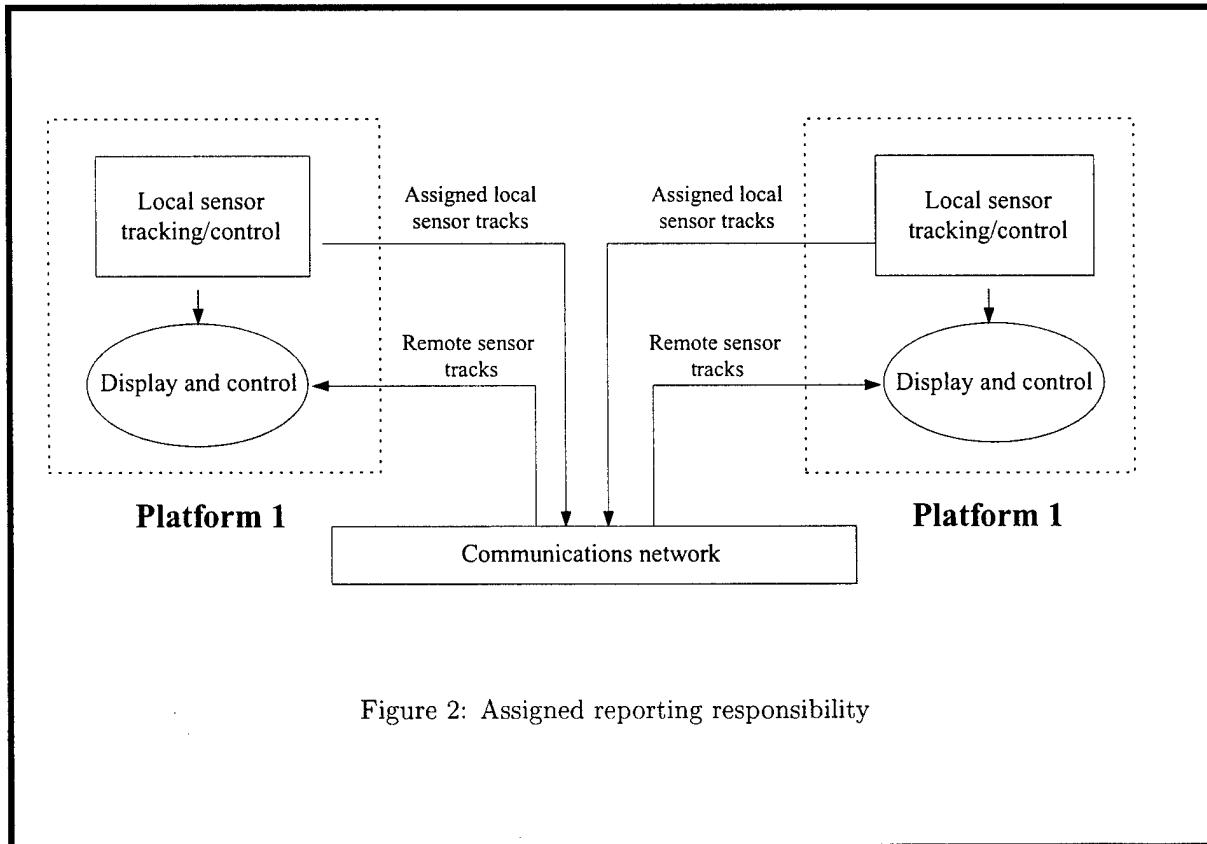 Local sensor
tracking/control
Assigned local
sensor tracks
Assigned local
sensor tracks
Local sensor
tracking/control
Display and control
Remote sensor
tracks
Remote sensor
tracks
Display and control
Platform 1
Platform 1
Communications network
Figure 2: Assigned reporting responsibility